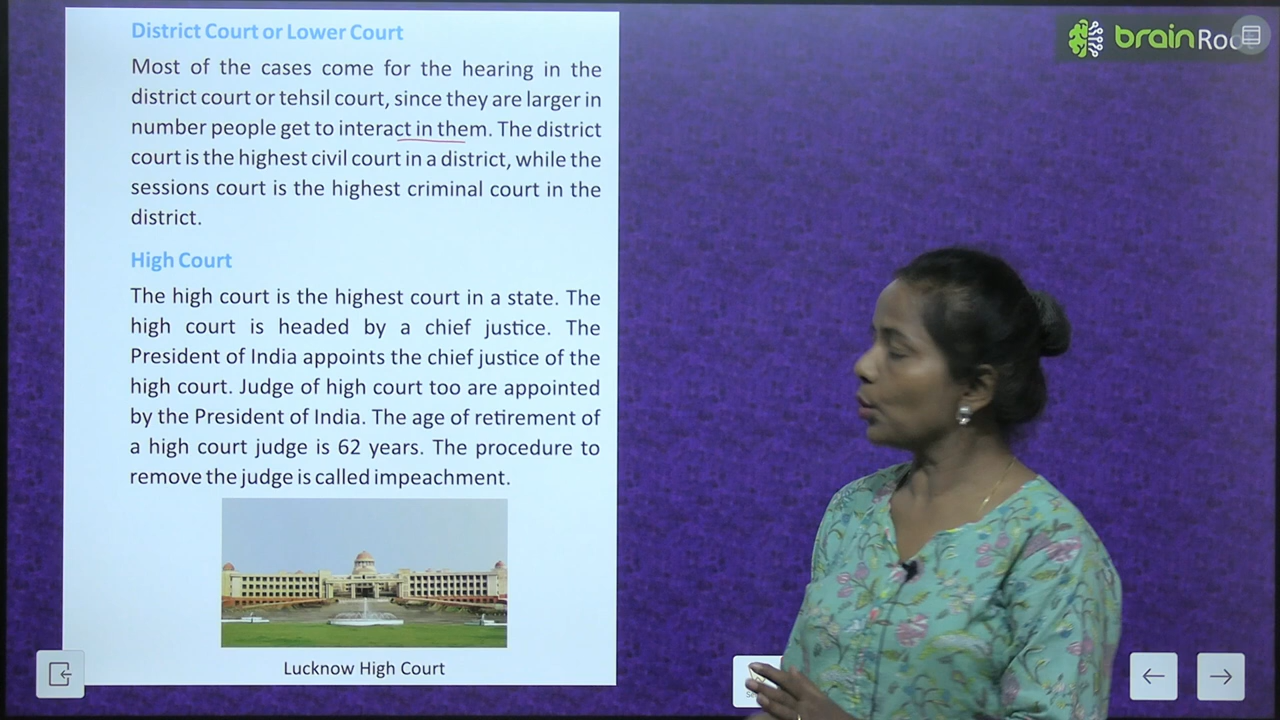 District Court or Lower Court
Most of the cases come for the hearing in the
district court or tehsil court, since they are larger in
number people get to interact in them. The district
court is the highest civil court in a district, while the
sessions court is the highest criminal court in the
district.
High Court
The high court is the highest court in a state. The
high court is headed by a chief justice. The
President of India appoints the chief justice of the
high court. Judge of high court too are appointed
by the President of India. The age of retirement of
a high court judge is 62 years. The procedure to
remove the judge is called impeachment.
Lucknow High Court
brain